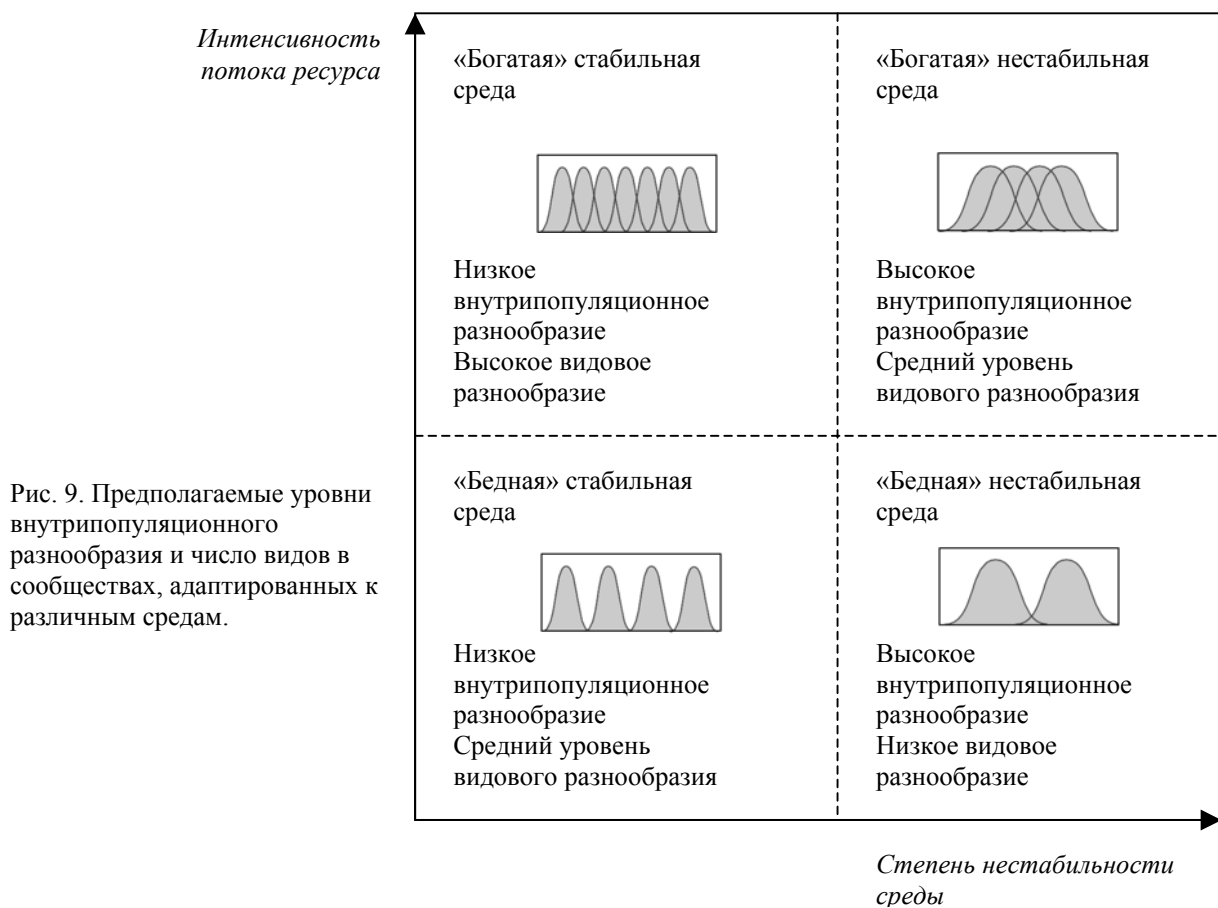 Интенсивность
потока ресурса
«Богатая» стабильная
среда
«Богатая» нестабильная
среда
Низкое
внутрипопуляционное
разнообразие
Высокое видовое
разнообразие
Высокое
внутрипопуляционное
разнообразие
Средний уровень
видового разнообразия
Рис. 9. Предполагаемые уровни
внутрипопуляционного
разнообразия и число видов в
сообществах, адаптированных к
различным средам.
«Бедная» стабильная
среда
«Бедная» нестабильная
среда
Низкое
внутрипопуляционное
разнообразие
Средний уровень
видового разнообразия
Высокое
внутрипопуляционное
разнообразие
Низкое видовое
разнообразие
Степень нестабильности
среды